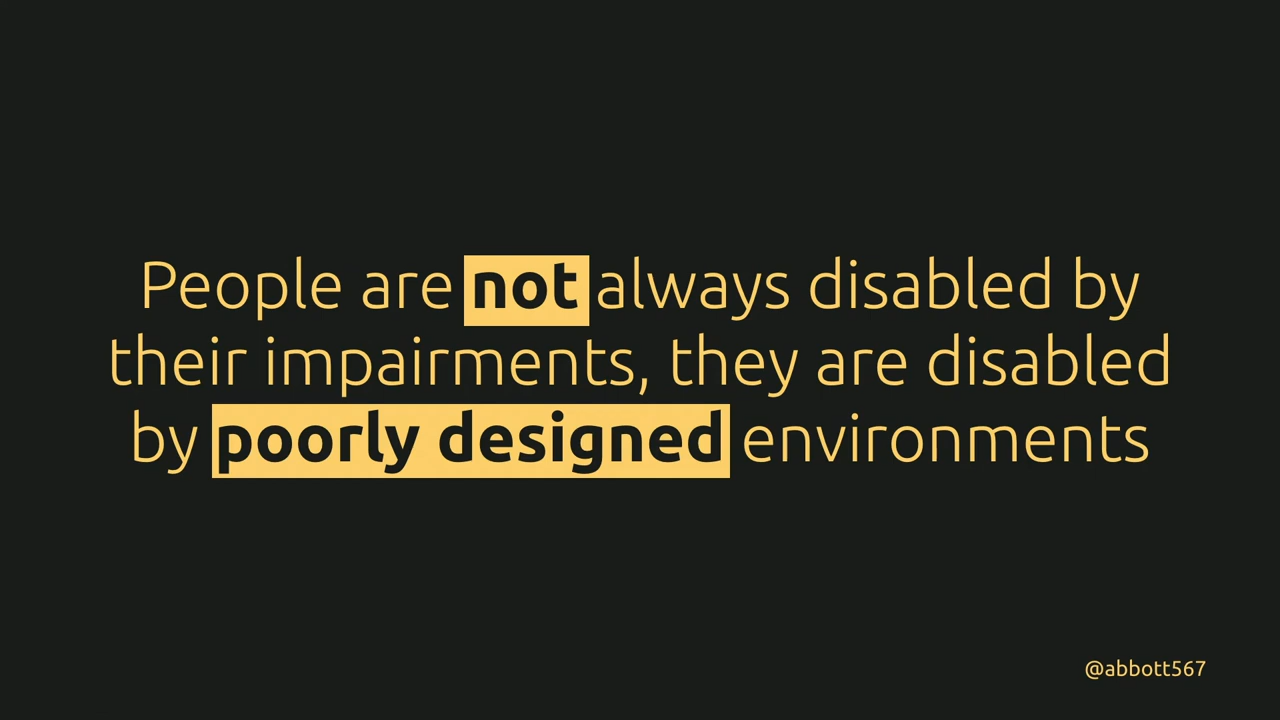 People are not always disabled by
their impairments, they are disabled
by poorly designed environments
@abbott567